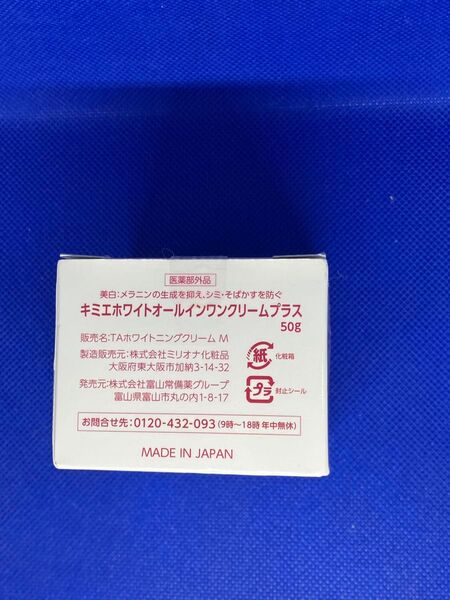 医薬部外品
美白:メラニンの生成を抑え、シミ・そばかすを防ぐ
キミエホワイトオールインワンクリームプラス
50g
販売名:TAホワイトニングクリーム M
製造販売元:株式会社ミリオナ化粧品
大阪府東大阪市加納3-14-32
紙 化粧箱
発売元:株式会社富山常備薬グループ
富山県富山市丸の内1-8-17
プラ 封止シール
お問合せ先:0120-432-093(9時〜18時 年中無休)
MADE IN JAPAN